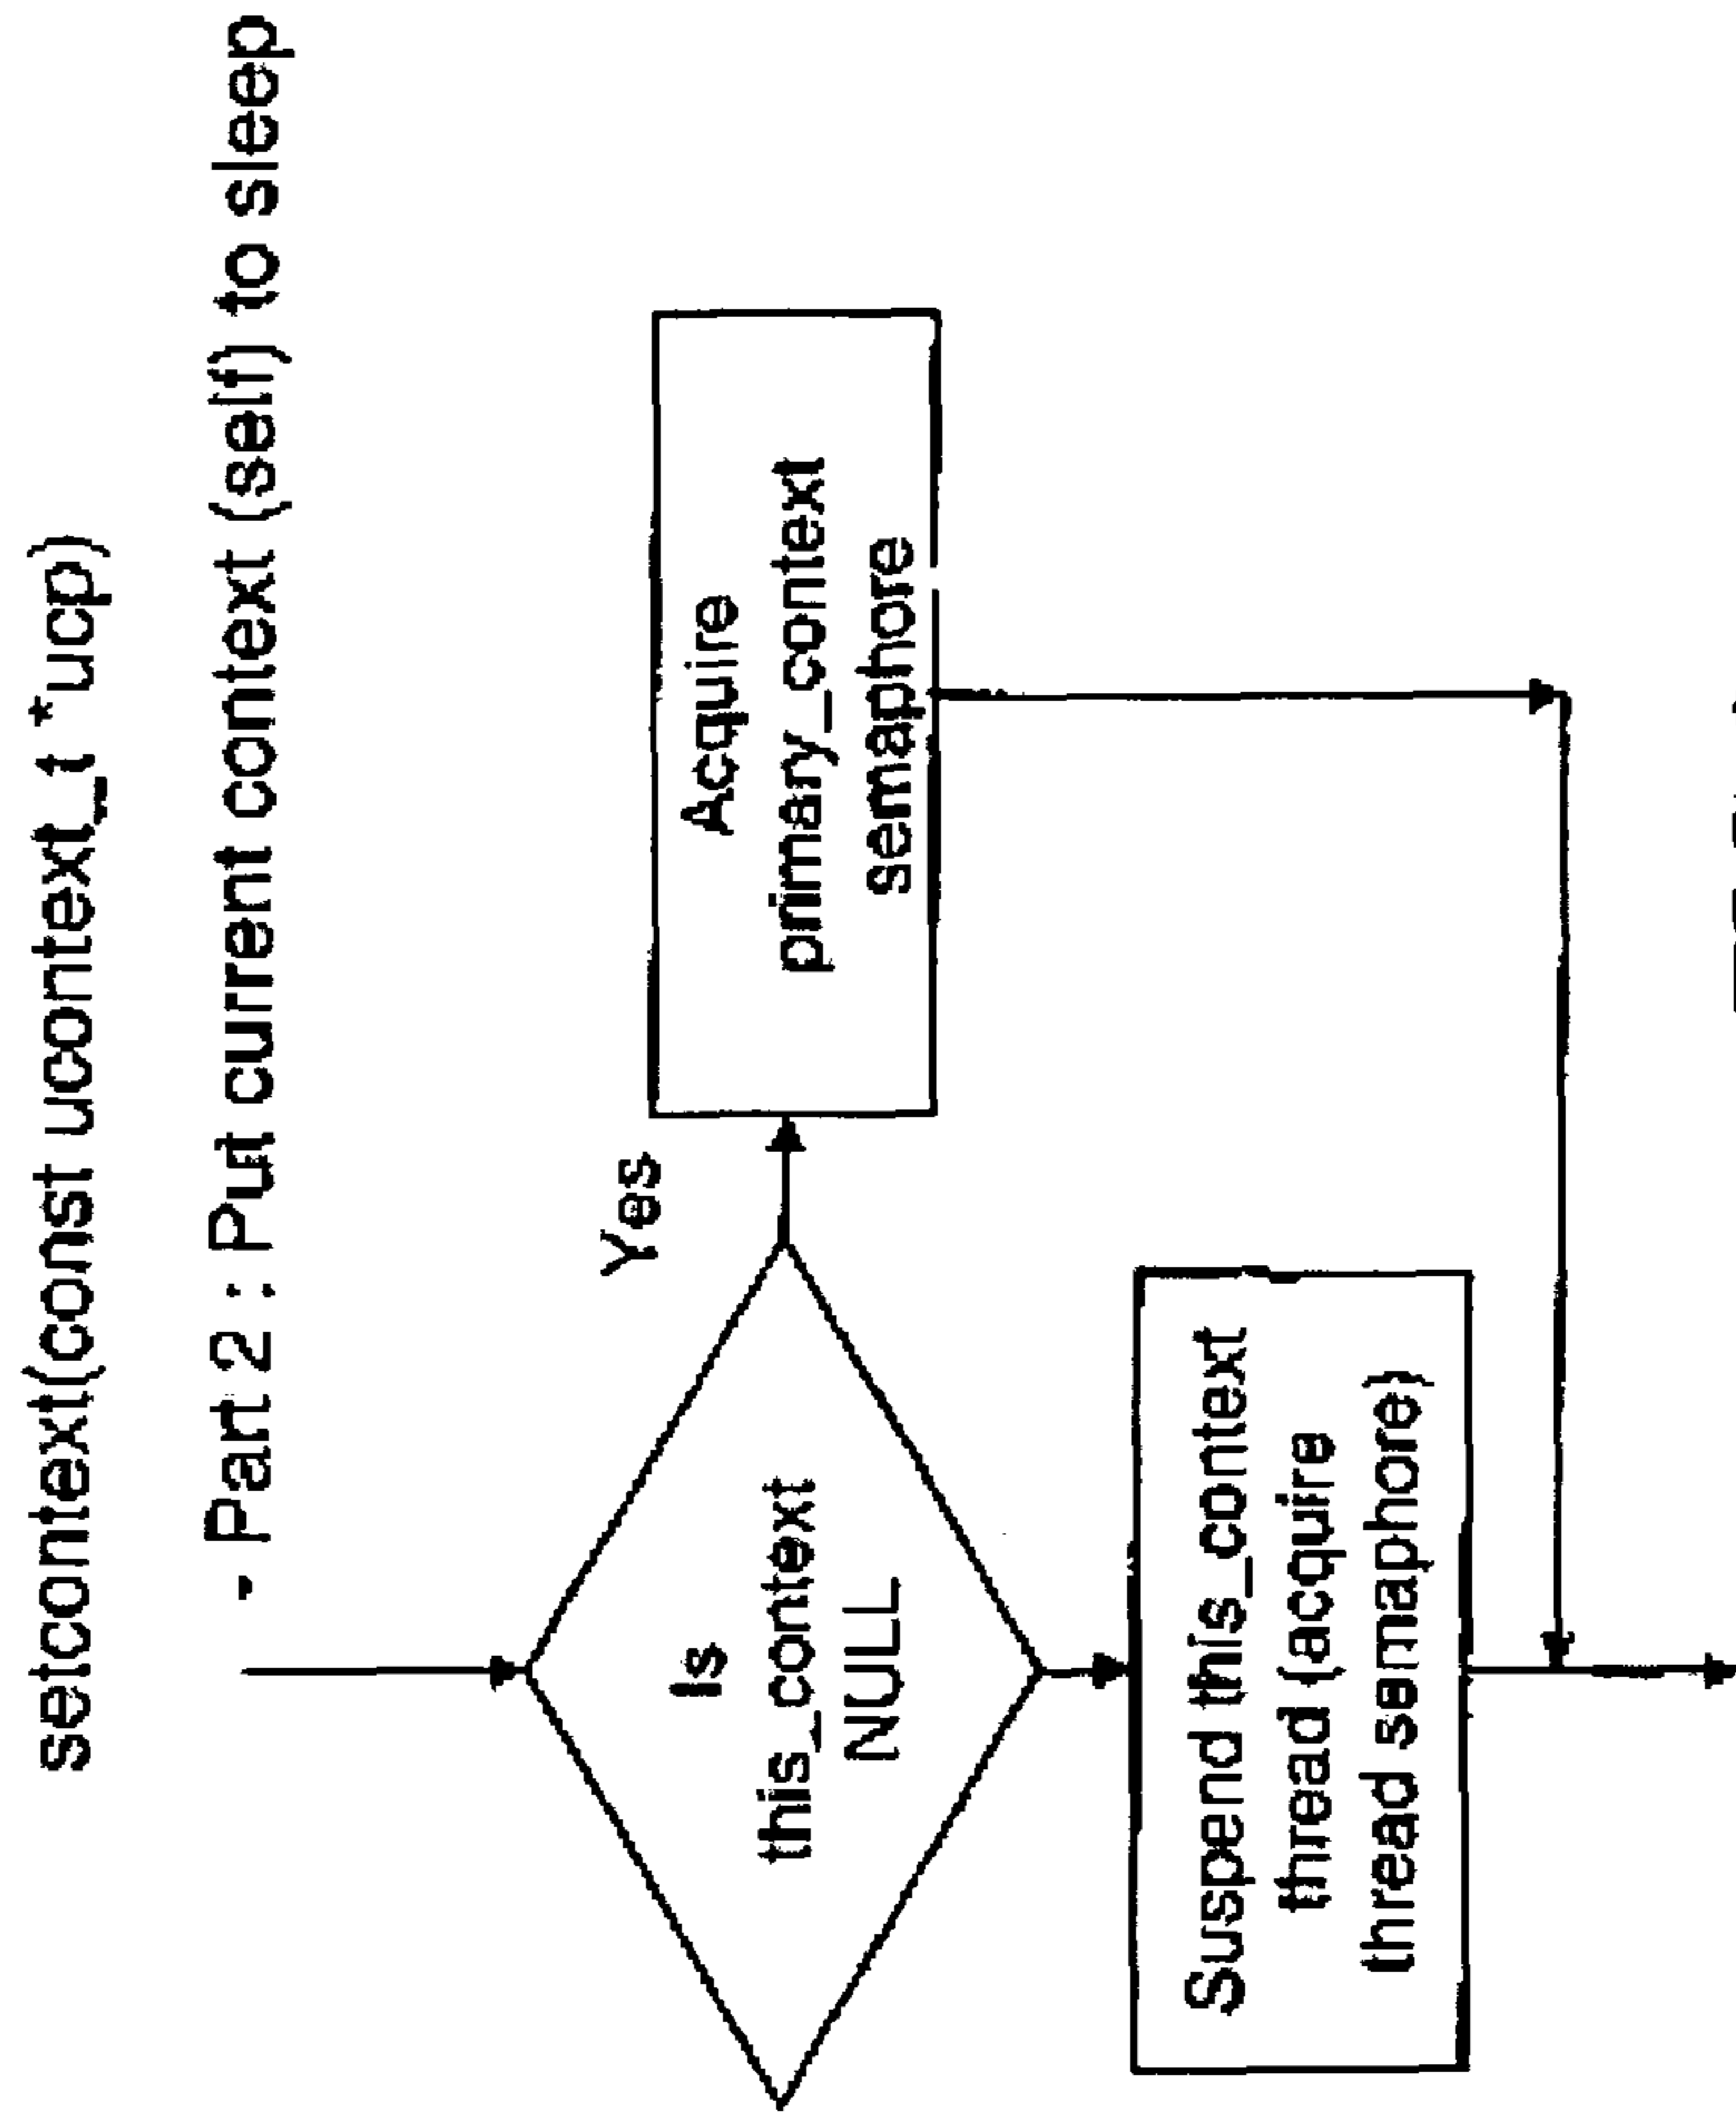 setcontext(const ucontext_t *ucp)
- Part 2 : Put current context (self) to sleep
Is
this_context
NULL
Yes
Acquire
primary_context
semaphore
Suspend this_context
thread (acquire
thread semaphore)